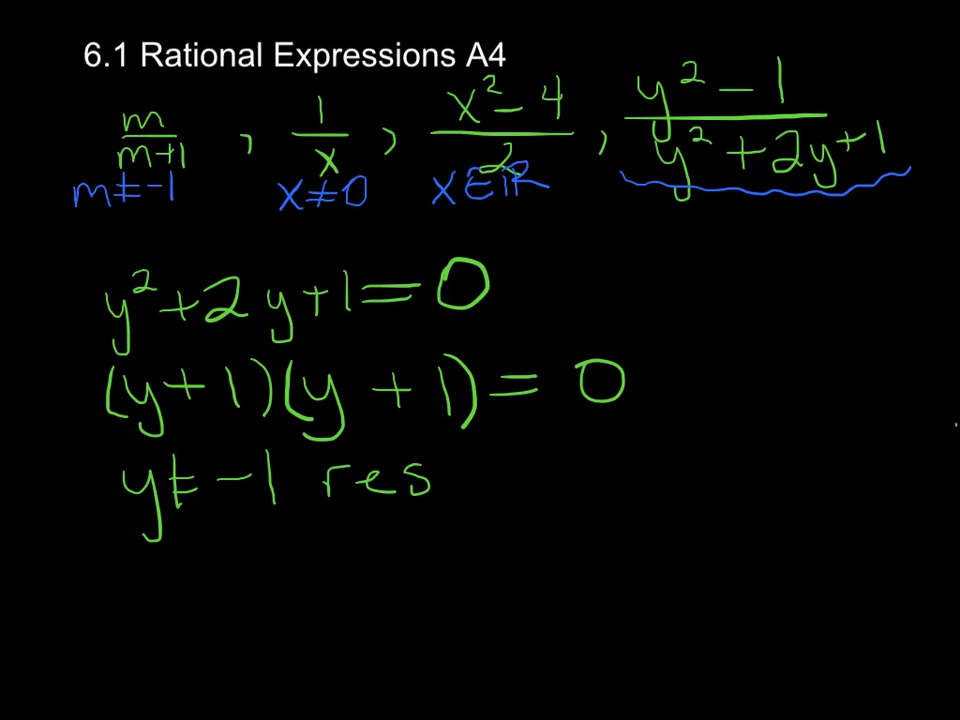 6.1 Rational Expressions A4
m/(m+1) , 1/x , (x²-4)/2 , (y²-1)/(y²+2y+1)
m≠-1 x≠0 x∈ℝ
y²+2y+1=0
(y+1)(y+1)=0
y≠-1 res